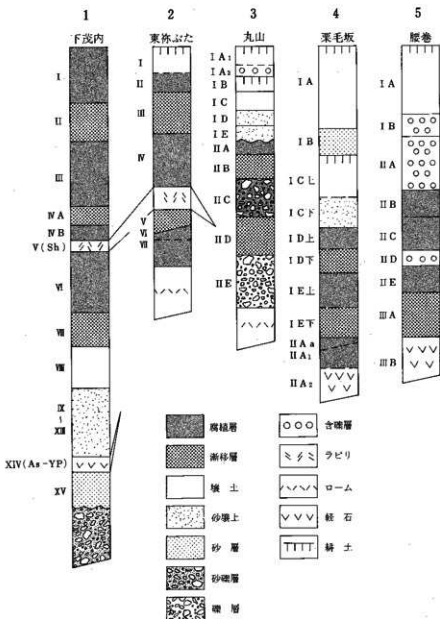 1
下茂内
I
II
III
IV A
IV B
V (Sh)
VI
VII
VIII
IX
~
XIII
XIV(As-YP)
XV
2
東祢ぶた
I
II
III
IV
V
VI
VII
3
丸山
I A₁
I A₂
I B
I C
I D
I E
II A
II B
II C
II D
II E
4
栗毛坂
I A
I B
I C上
I C下
I D上
I D下
I E上
I E下
II A a
II A₁
II A₂
5
腰巻
I A
I B
II A
II B
II C
II D
II E
III A
III B
腐植層
漸移層
壌土
砂壌土
砂層
砂礫層
礫層
含礫層
ラピリ
ローム
軽石
耕土